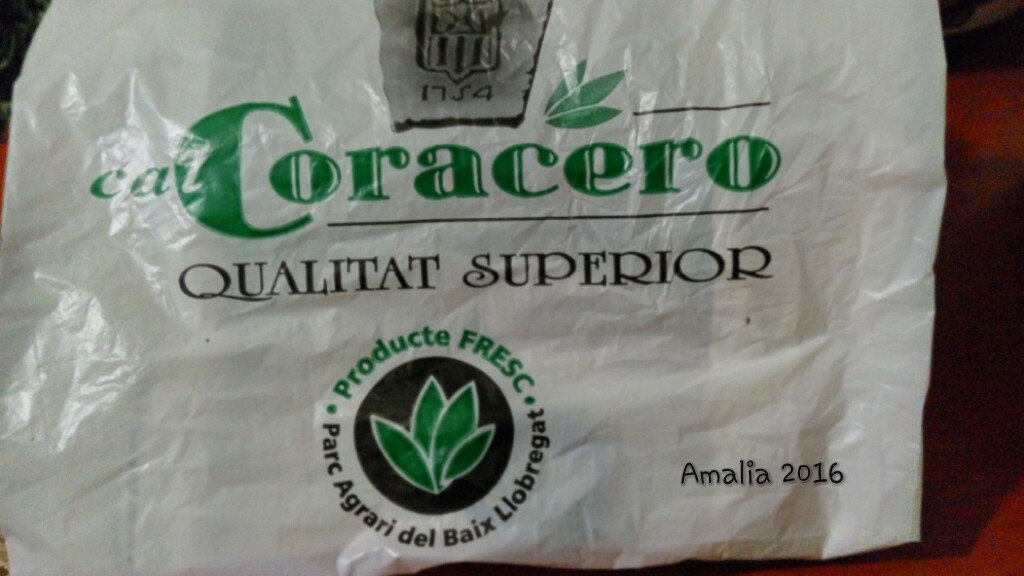 1754
cal Coracero
QUALITAT SUPERIOR
• Producte FRESC •
Parc Agrari del Baix Llobregat
Amalia 2016